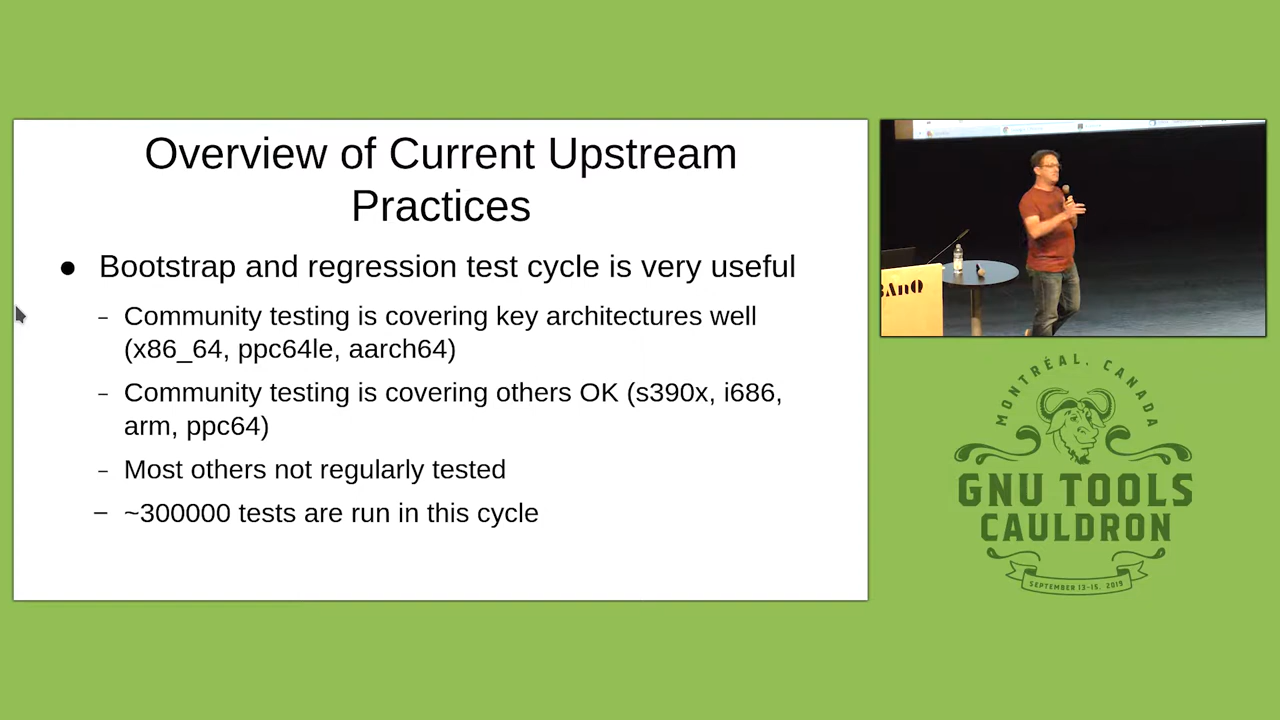 Overview of Current Upstream
Practices
● Bootstrap and regression test cycle is very useful
– Community testing is covering key architectures well
(x86_64, ppc64le, aarch64)
– Community testing is covering others OK (s390x, i686,
arm, ppc64)
– Most others not regularly tested
– ~300000 tests are run in this cycle
BAnQ
MONTRÉAL, CANADA
GNU TOOLS
CAULDRON
SEPTEMBER 13-15, 2019